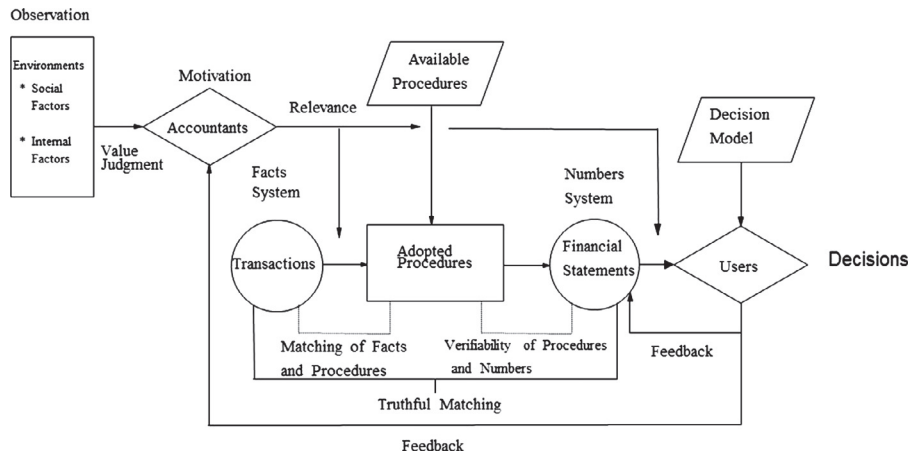 Observation
Environments
* Social
Factors
* Internal
Factors
Value
Judgment
Motivation
Accountants
Relevance
Available
Procedures
Decision
Model
Facts
System
Numbers
System
Transactions
Adopted
Procedures
Financial
Statements
Users
Decisions
Matching of Facts
and Procedures
Verifiability of Procedures
and Numbers
Feedback
Truthful Matching
Feedback